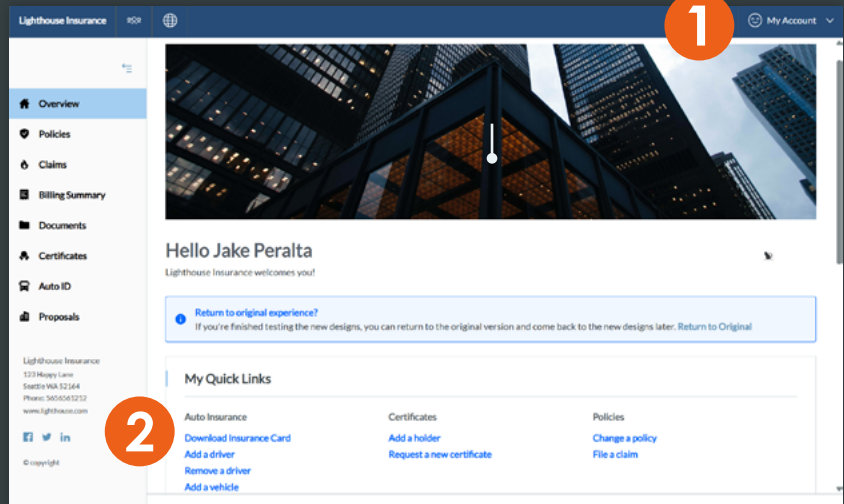 Lighthouse Insurance
1
My Account
Overview
Policies
Claims
Billing Summary
Documents
Certificates
Auto ID
Proposals
Lighthouse Insurance
123 Happy Lane
Seattle WA 52164
Phone: 5656565252
www.lighthouse.com
© copyright
Hello Jake Peralta
Lighthouse Insurance welcomes you!
Return to original experience?
If you're finished testing the new designs, you can return to the original version and come back to the new designs later. Return to Original
My Quick Links
2
Auto Insurance
Download Insurance Card
Add a driver
Remove a driver
Add a vehicle
Certificates
Add a holder
Request a new certificate
Policies
Change a policy
File a claim